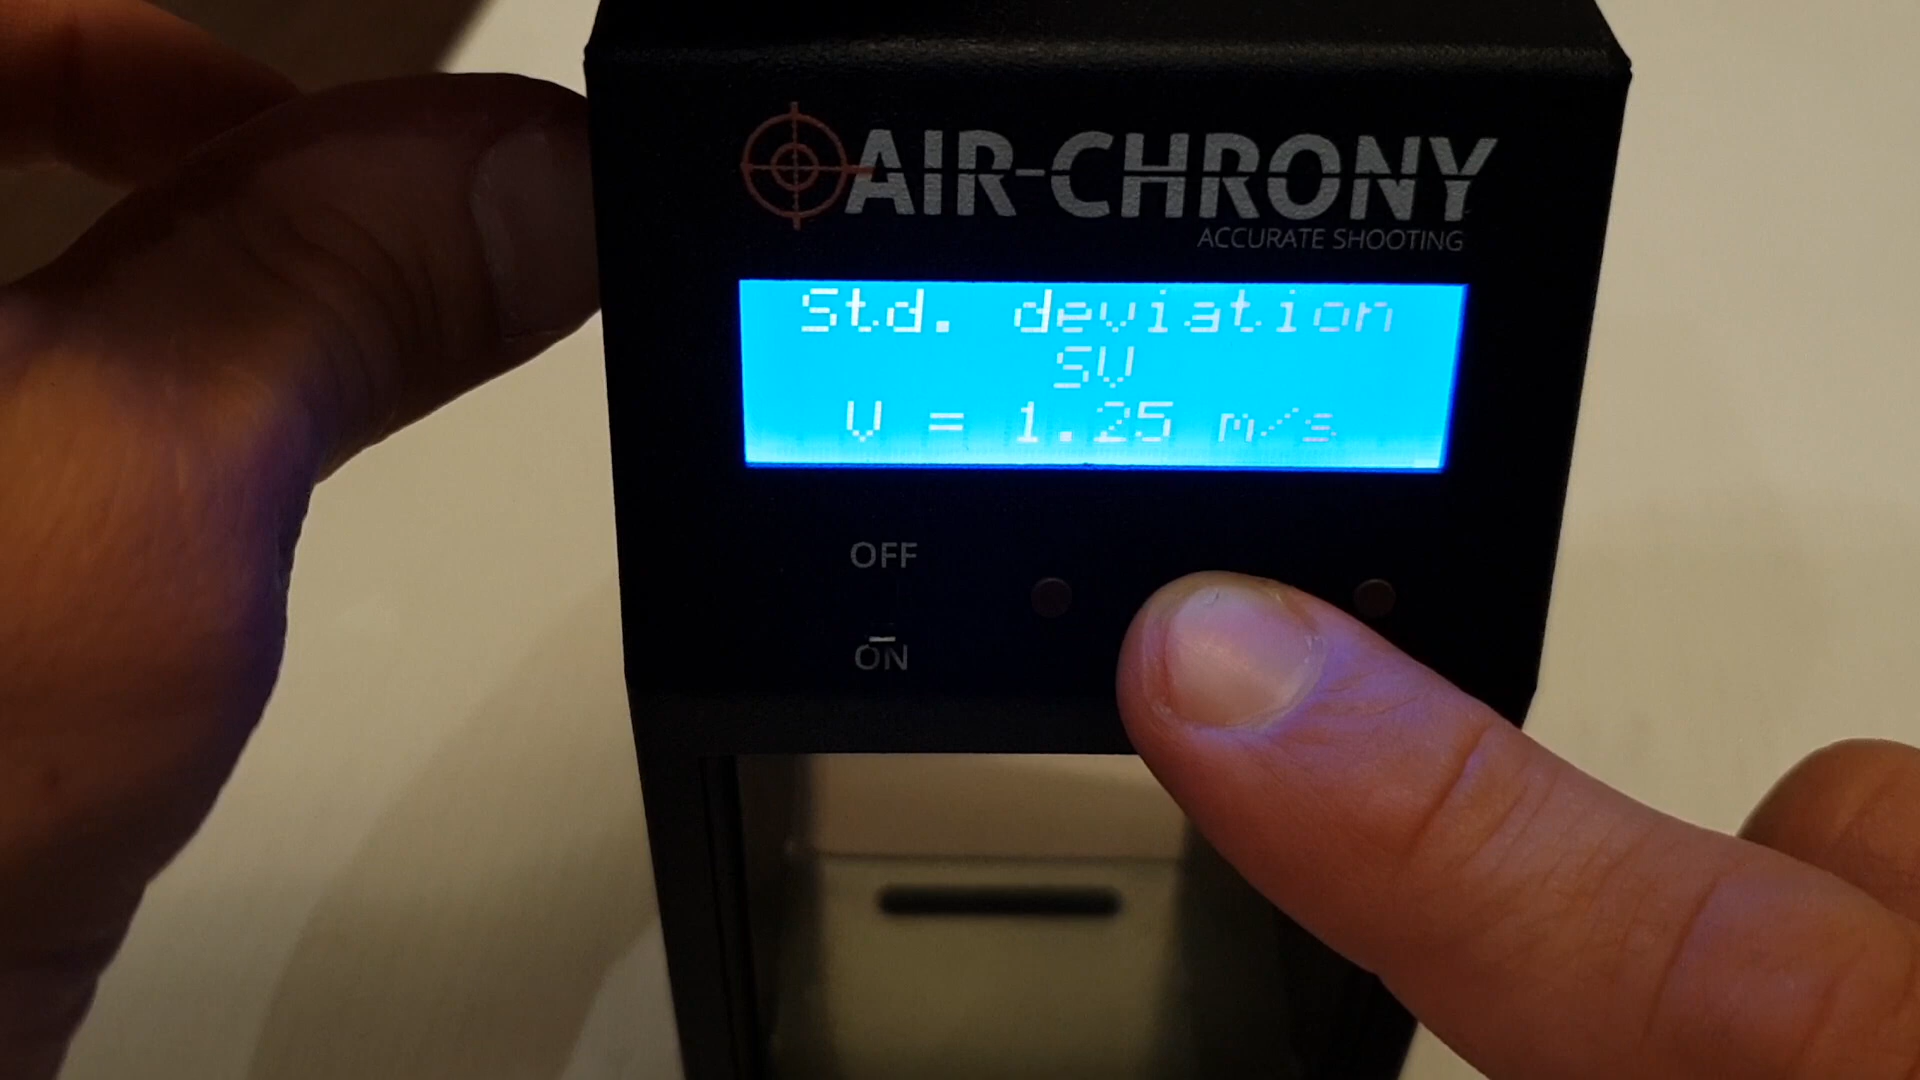 AIR-CHRONY
ACCURATE SHOOTING
Std. deviation
SV
V = 1.25 m/s
OFF
ON